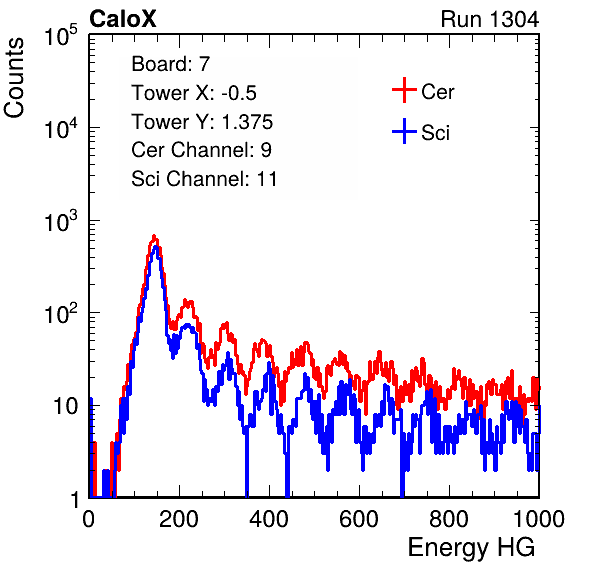 CaloX Run 1304
Counts
10^5
10^4
10^3
10^2
10
1
Board: 7
Tower X: -0.5
Tower Y: 1.375
Cer Channel: 9
Sci Channel: 11
Cer
Sci
0 200 400 600 800 1000
Energy HG